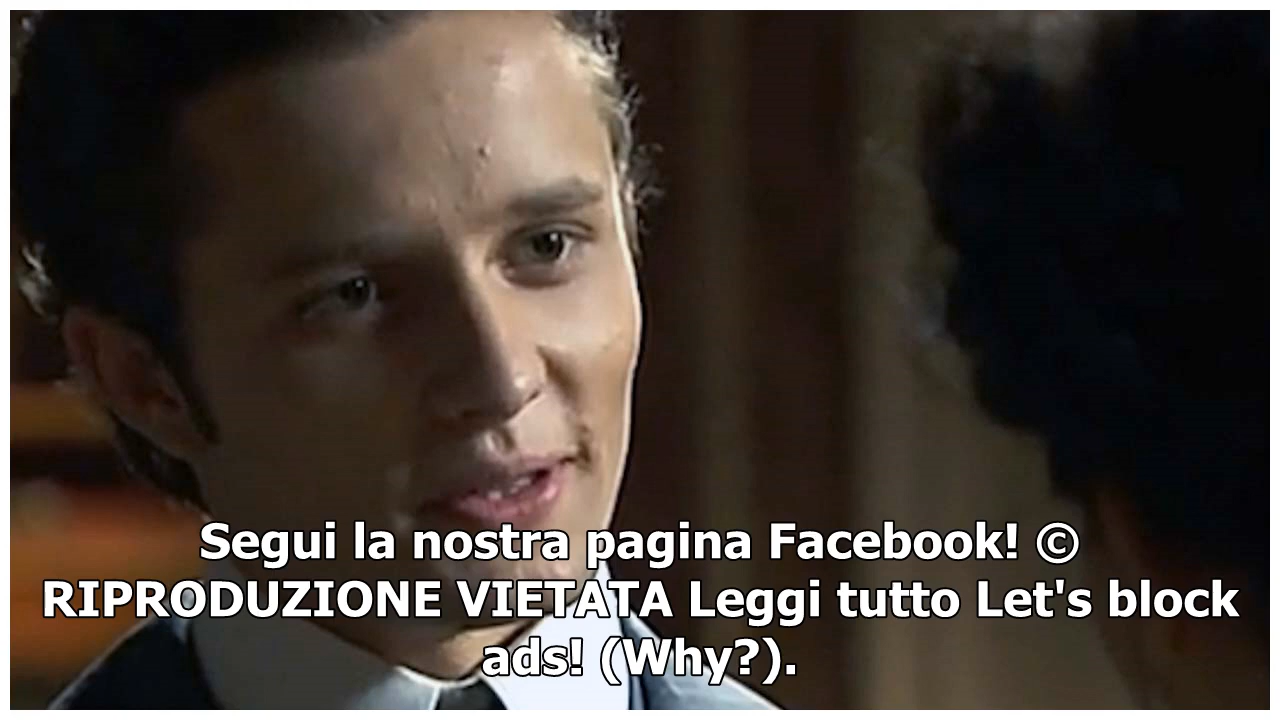 Segui la nostra pagina Facebook! ©
RIPRODUZIONE VIETATA Leggi tutto Let's block
ads! (Why?).